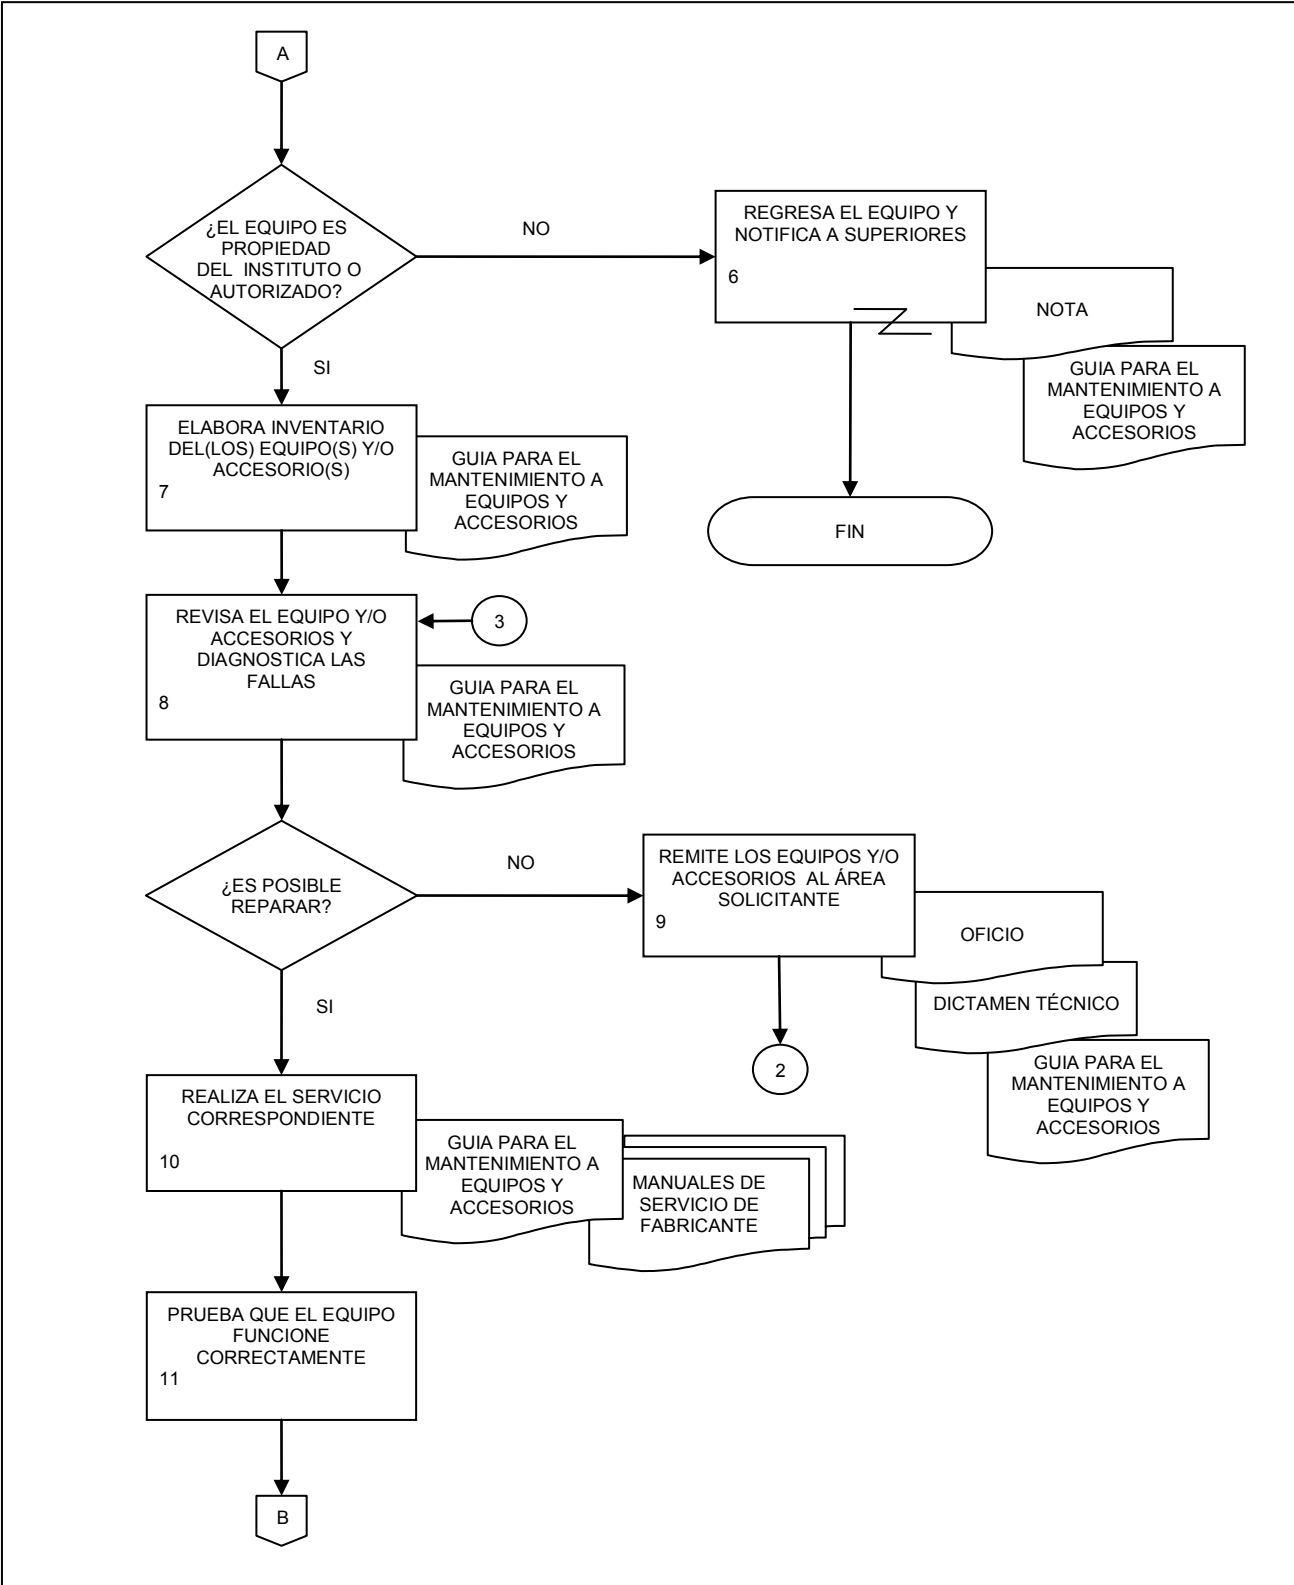 A
¿EL EQUIPO ES
PROPIEDAD
DEL INSTITUTO O
AUTORIZADO?
NO
REGRESA EL EQUIPO Y
NOTIFICA A SUPERIORES
6
NOTA
GUIA PARA EL
MANTENIMIENTO A
EQUIPOS Y
ACCESORIOS
FIN
SI
ELABORA INVENTARIO
DEL(LOS) EQUIPO(S) Y/O
ACCESORIO(S)
7
GUIA PARA EL
MANTENIMIENTO A
EQUIPOS Y
ACCESORIOS
REVISA EL EQUIPO Y/O
ACCESORIOS Y
DIAGNOSTICA LAS
FALLAS
8
3
GUIA PARA EL
MANTENIMIENTO A
EQUIPOS Y
ACCESORIOS
¿ES POSIBLE
REPARAR?
NO
REMITE LOS EQUIPOS Y/O
ACCESORIOS AL ÁREA
SOLICITANTE
9
OFICIO
DICTAMEN TÉCNICO
GUIA PARA EL
MANTENIMIENTO A
EQUIPOS Y
ACCESORIOS
2
SI
REALIZA EL SERVICIO
CORRESPONDIENTE
10
GUIA PARA EL
MANTENIMIENTO A
EQUIPOS Y
ACCESORIOS
MANUALES DE
SERVICIO DE
FABRICANTE
PRUEBA QUE EL EQUIPO
FUNCIONE
CORRECTAMENTE
11
B